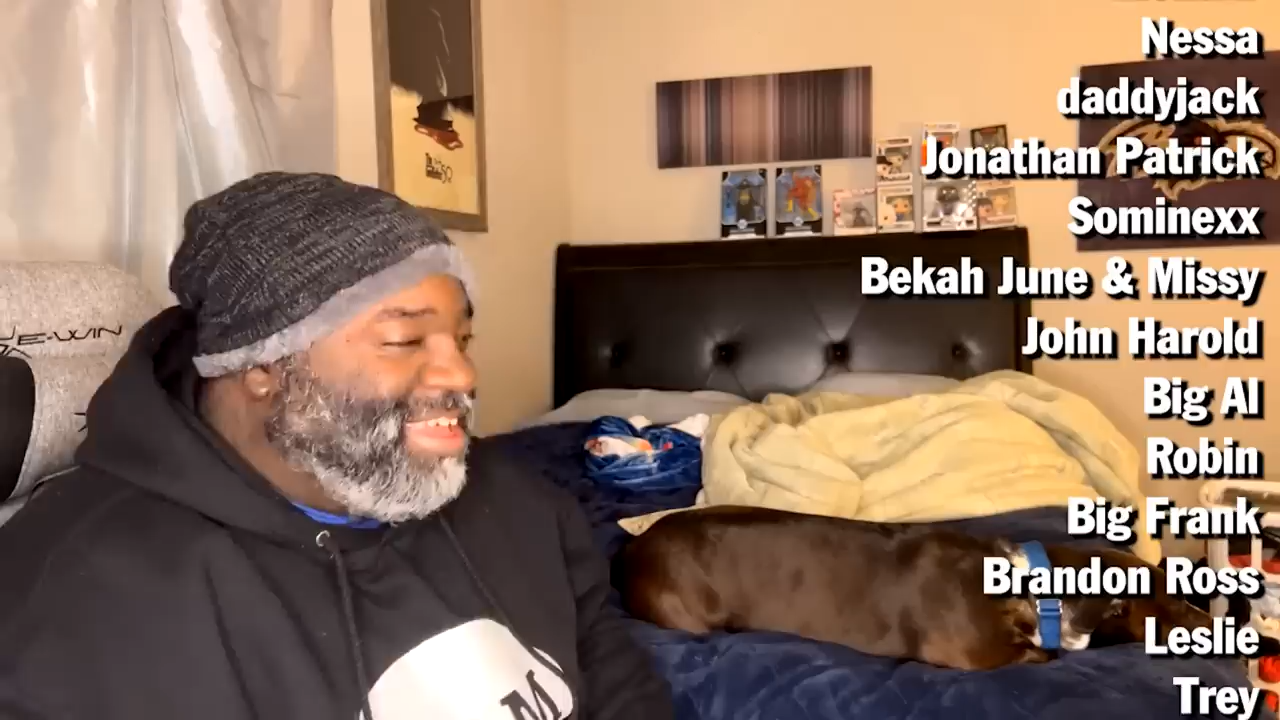 Nessa
daddyjack
Jonathan Patrick
Sominexx
Bekah June & Missy
John Harold
Big Al
Robin
Big Frank
Brandon Ross
Leslie
Trey
E-WIN
M